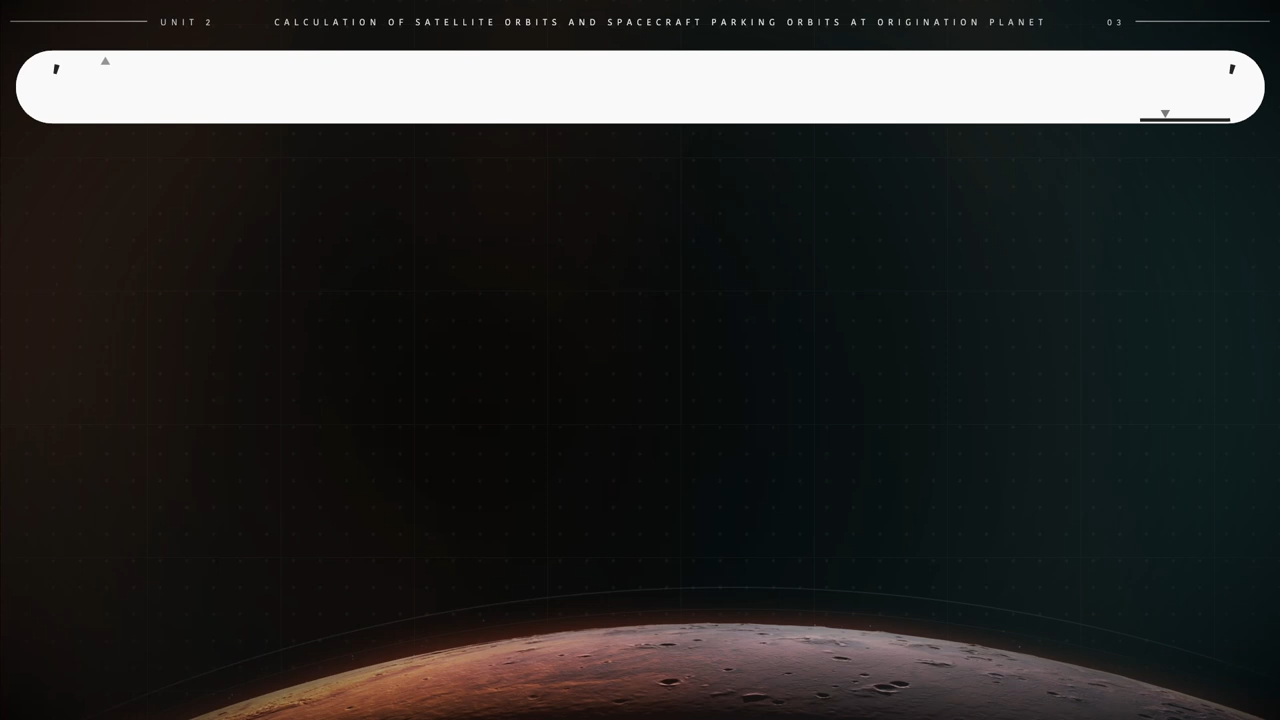 UNIT 2
CALCULATION OF SATELLITE ORBITS AND SPACECRAFT PARKING ORBITS AT ORIGINATION PLANET
03
' '